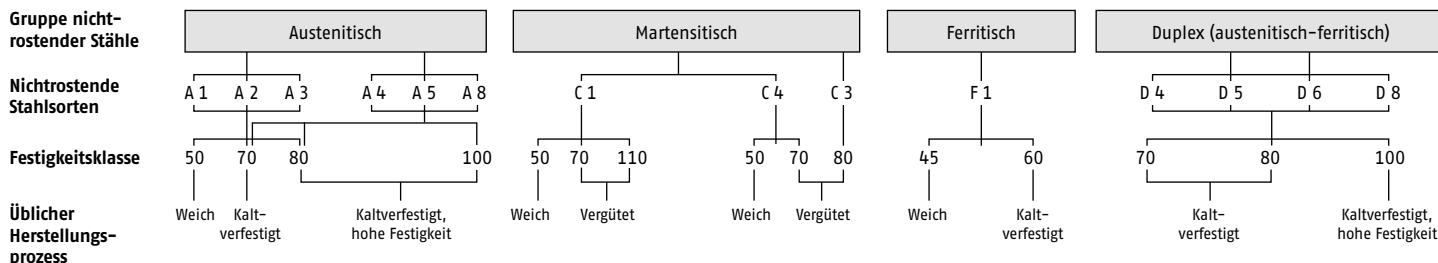 Gruppe nicht-
rostender Stähle
Austenitisch
Martensitisch
Ferritisch
Duplex (austenitisch-ferritisch)
Nichtrostende
Stahlsorten
A 1 A 2 A 3 A 4 A 5 A 8 C 1 C 4 C 3 F 1 D 4 D 5 D 6 D 8
Festigkeitsklasse
50 70 80 100 50 70 110 50 70 80 45 60 70 80 100
Üblicher
Herstellungs-
prozess
Weich
Kalt-
verfestigt
Kaltverfestigt,
hohe Festigkeit
Weich
Vergütet
Weich
Vergütet
Weich
Kalt-
verfestigt
Kalt-
verfestigt
Kaltverfestigt,
hohe Festigkeit